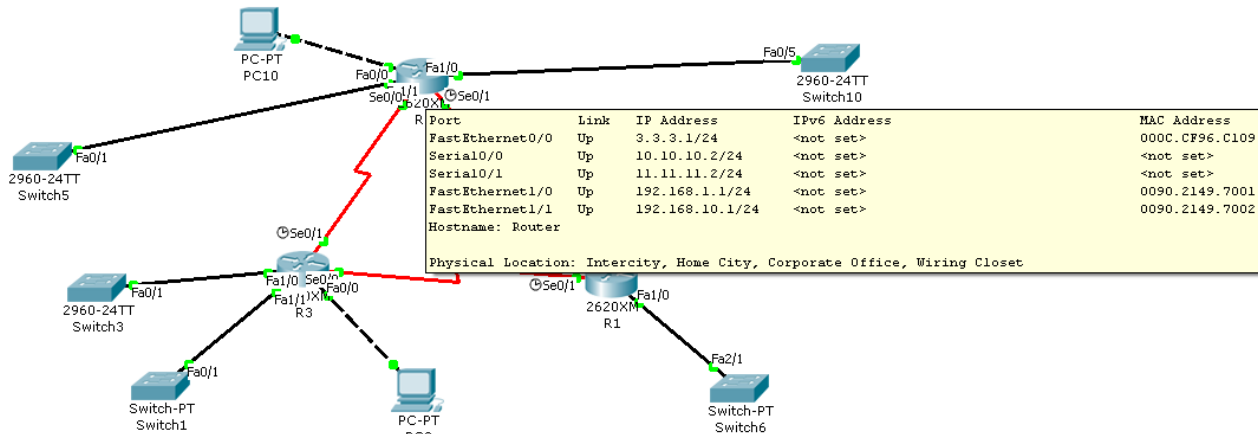 PC-PT
PC10
Fa0/0
Fa1/0
Fa0/5
2960-24TT
Switch10
1/1
Se0/0
Se0/1
2620XM
R
Fa0/1
2960-24TT
Switch5
Port Link IP Address IPv6 Address MAC Address
FastEthernet0/0 Up 3.3.3.1/24 <not set> 000C.CF96.C109
Serial0/0 Up 10.10.10.2/24 <not set> <not set>
Serial0/1 Up 11.11.11.2/24 <not set> <not set>
FastEthernet1/0 Up 192.168.1.1/24 <not set> 0090.2149.7001
FastEthernet1/1 Up 192.168.10.1/24 <not set> 0090.2149.7002
Hostname: Router
Physical Location: Intercity, Home City, Corporate Office, Wiring Closet
Se0/1
Fa1/0
Se0/0
Fa0/0
Fa1/1
XM
R3
Fa0/1
2960-24TT
Switch3
Se0/1
Fa1/0
2620XM
R1
Fa0/1
Switch-PT
Switch1
PC-PT
Fa2/1
Switch-PT
Switch6